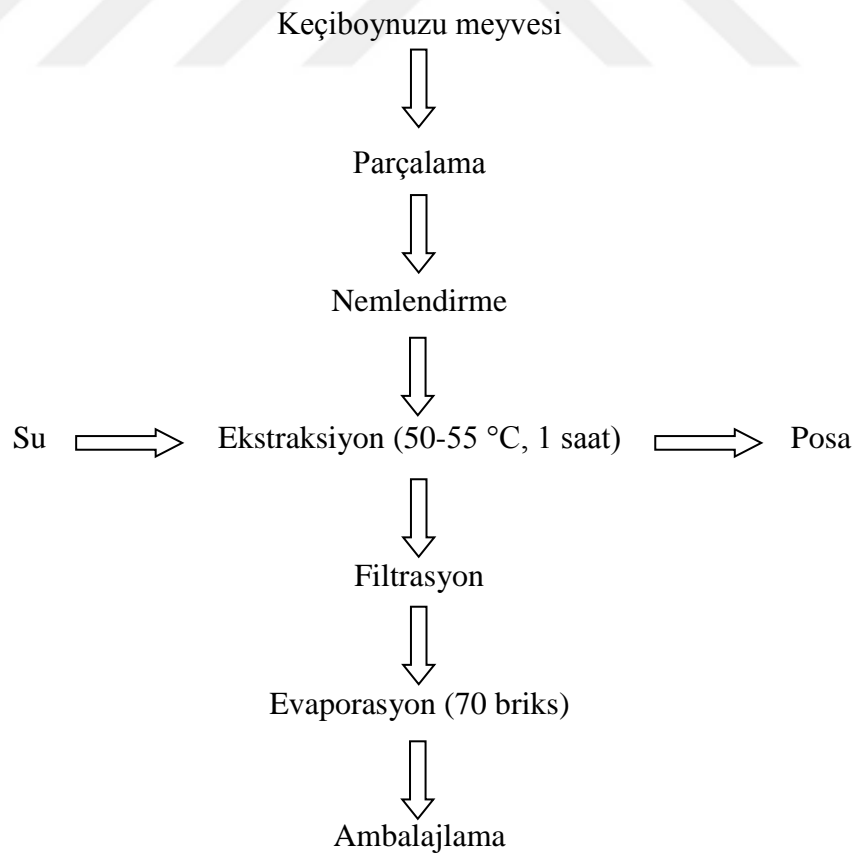 Keçiboynuzu meyvesi
Parçalama
Nemlendirme
Su Ekstraksiyon (50-55 °C, 1 saat) Posa
Filtrasyon
Evaporasyon (70 briks)
Ambalajlama